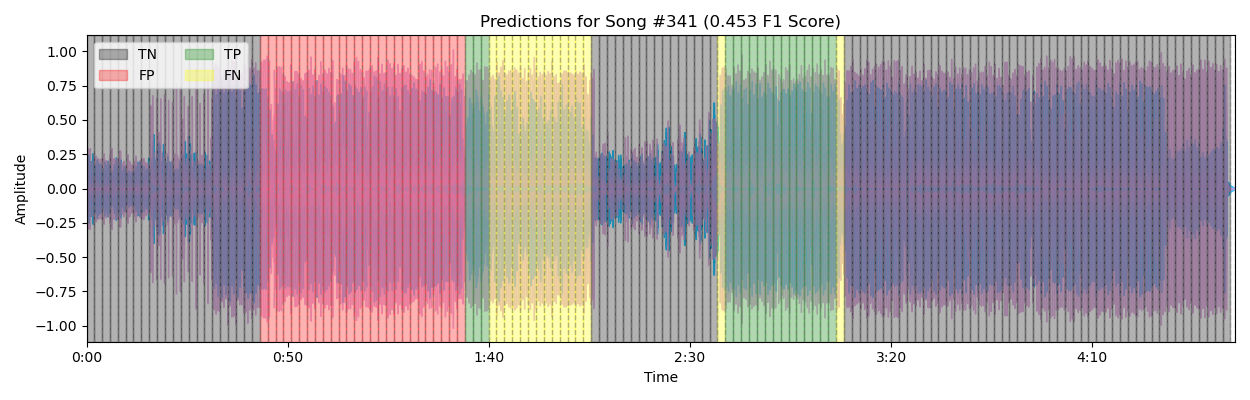 Predictions for Song #341 (0.453 F1 Score)
TN
TP
FP
FN
1.00
0.75
0.50
0.25
0.00
−0.25
−0.50
−0.75
−1.00
Amplitude
0:00
0:50
1:40
2:30
3:20
4:10
Time